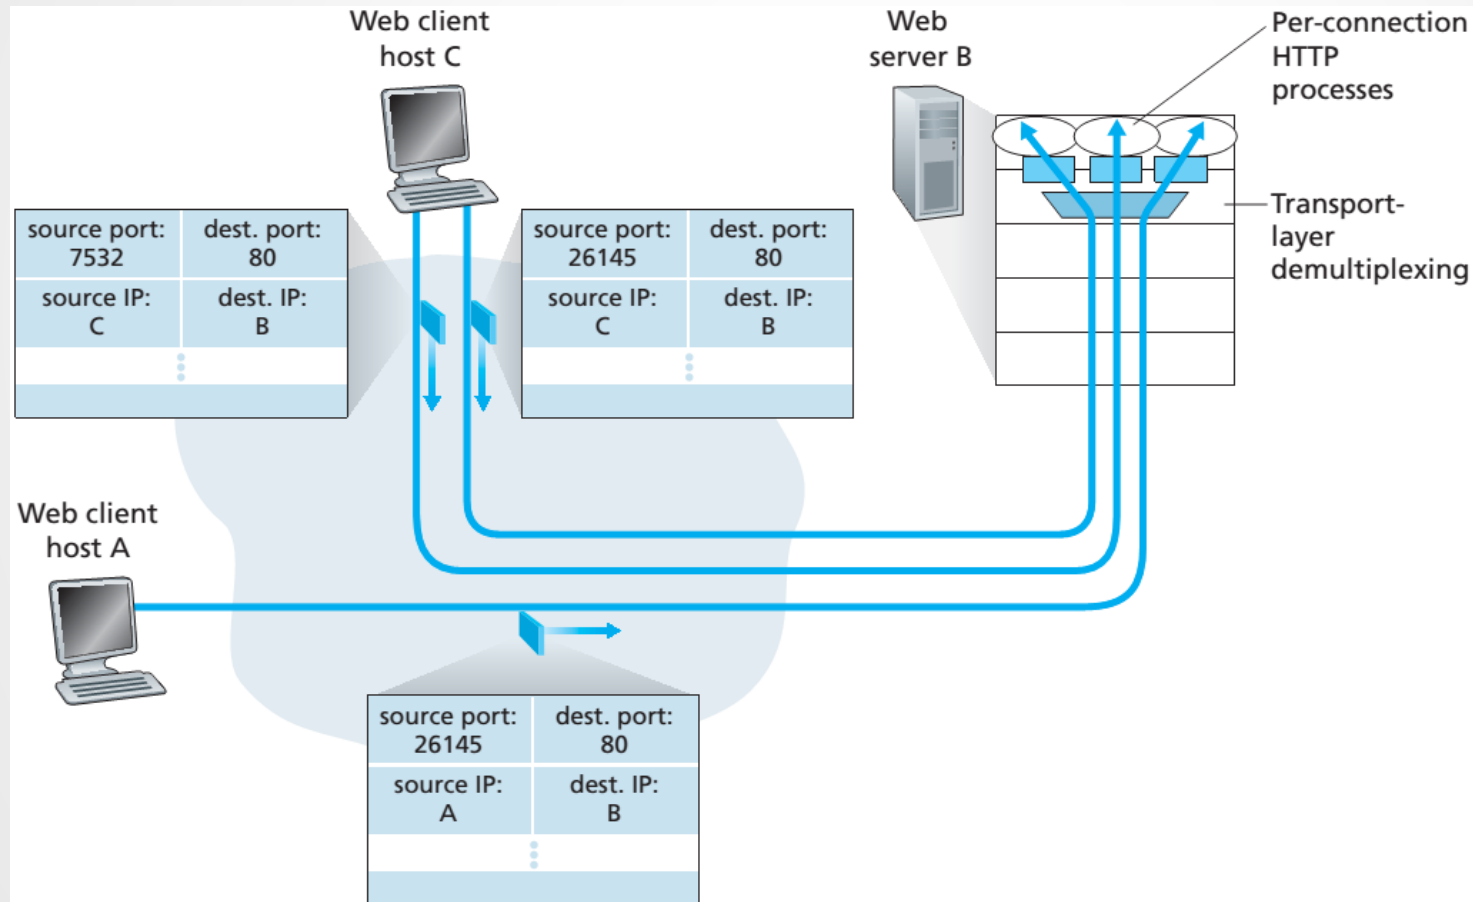 Web client
host C
Web
server B
Per-connection
HTTP
processes
Transport-
layer
demultiplexing
source port:
7532
dest. port:
80
source IP:
C
dest. IP:
B
source port:
26145
dest. port:
80
source IP:
C
dest. IP:
B
Web client
host A
source port:
26145
dest. port:
80
source IP:
A
dest. IP:
B